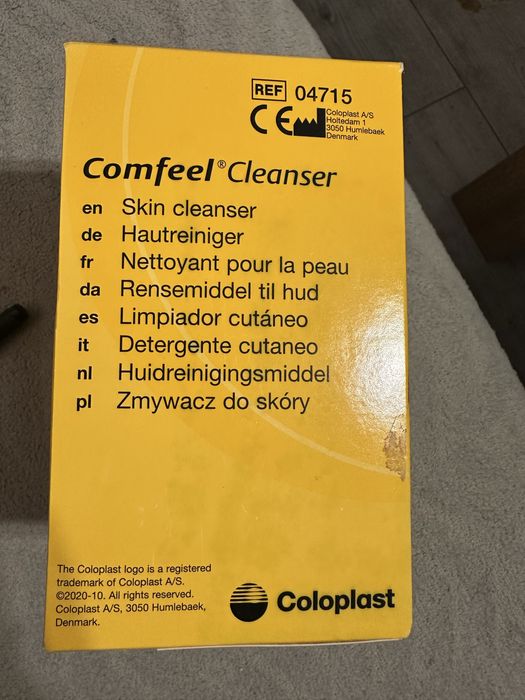 REF 04715
CE
Coloplast A/S
Holtedam 1
3050 Humlebaek
Denmark
Comfeel® Cleanser
en Skin cleanser
de Hautreiniger
fr Nettoyant pour la peau
da Rensemiddel til hud
es Limpiador cutáneo
it Detergente cutaneo
nl Huidreinigingsmiddel
pl Zmywacz do skóry
The Coloplast logo is a registered
trademark of Coloplast A/S.
©2020-10. All rights reserved.
Coloplast A/S, 3050 Humlebaek,
Denmark.
Coloplast